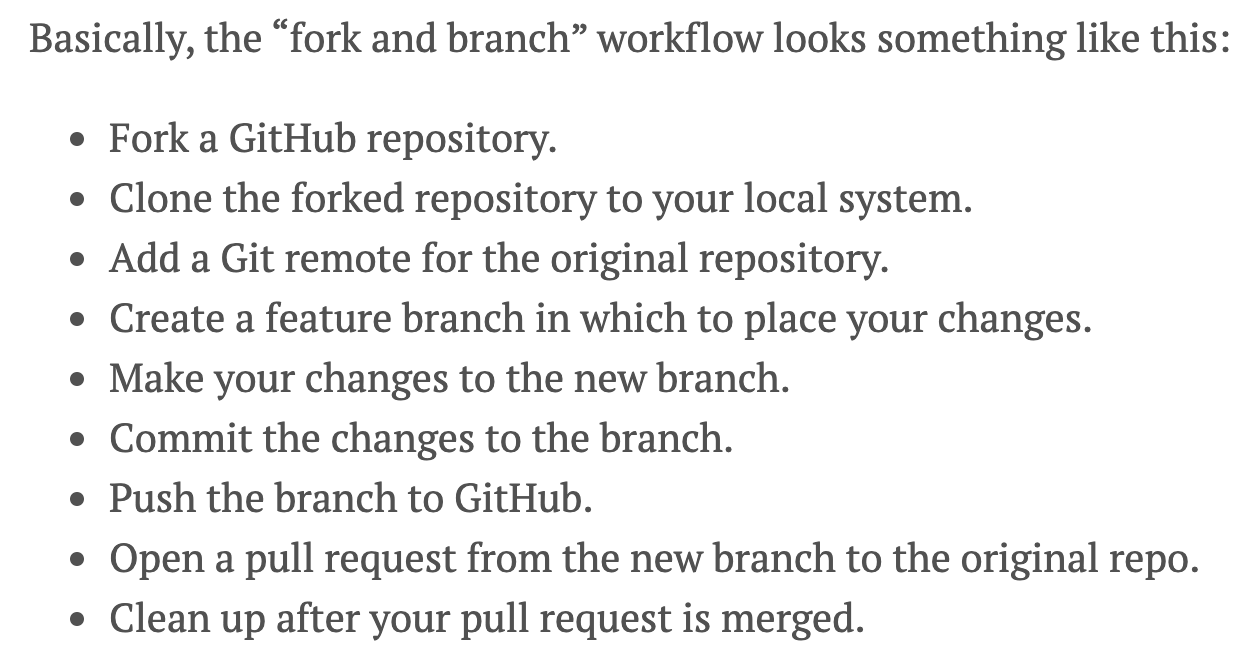 Basically, the “fork and branch” workflow looks something like this:
• Fork a GitHub repository.
• Clone the forked repository to your local system.
• Add a Git remote for the original repository.
• Create a feature branch in which to place your changes.
• Make your changes to the new branch.
• Commit the changes to the branch.
• Push the branch to GitHub.
• Open a pull request from the new branch to the original repo.
• Clean up after your pull request is merged.